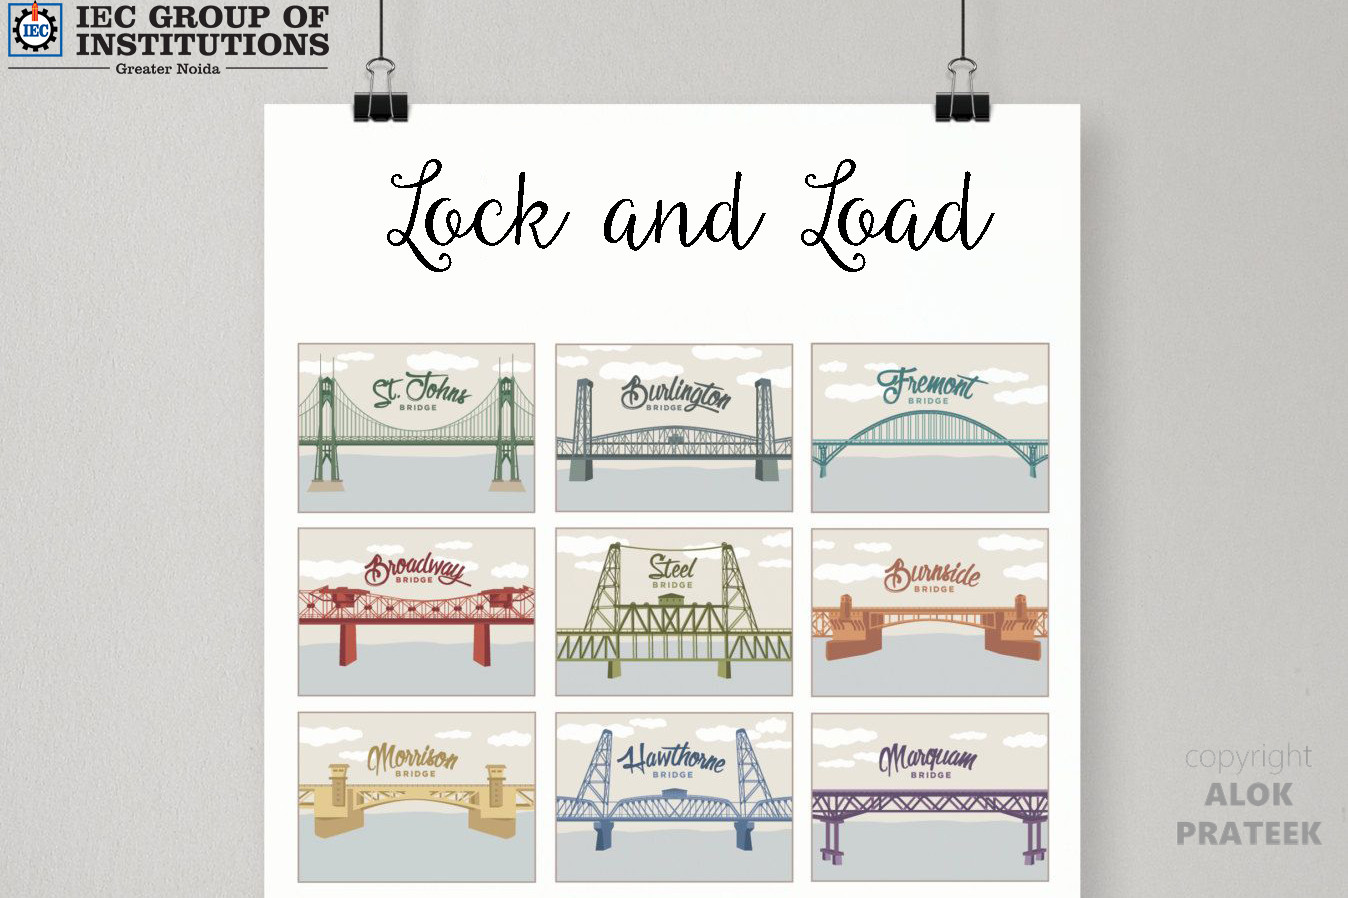 IEC
IEC GROUP OF
INSTITUTIONS
Greater Noida
Lock and Load
St. Johns
BRIDGE
Burlington
BRIDGE
Fremont
BRIDGE
Broadway
BRIDGE
Steel
BRIDGE
Burnside
BRIDGE
Morrison
BRIDGE
Hawthorne
BRIDGE
Marquam
BRIDGE
copyright
ALOK
PRATEEK